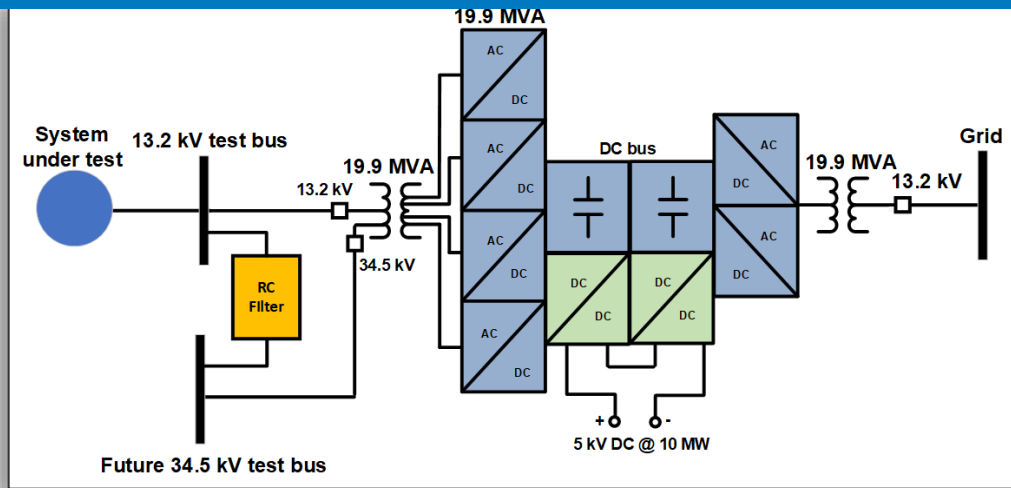 19.9 MVA
AC
DC
AC
DC
AC
DC
AC
DC
System
under test
13.2 kV test bus
19.9 MVA
13.2 kV
34.5 kV
RC
Filter
Future 34.5 kV test bus
DC bus
DC
DC
DC
DC
+
-
5 kV DC @ 10 MW
AC
DC
AC
DC
19.9 MVA
13.2 kV
Grid